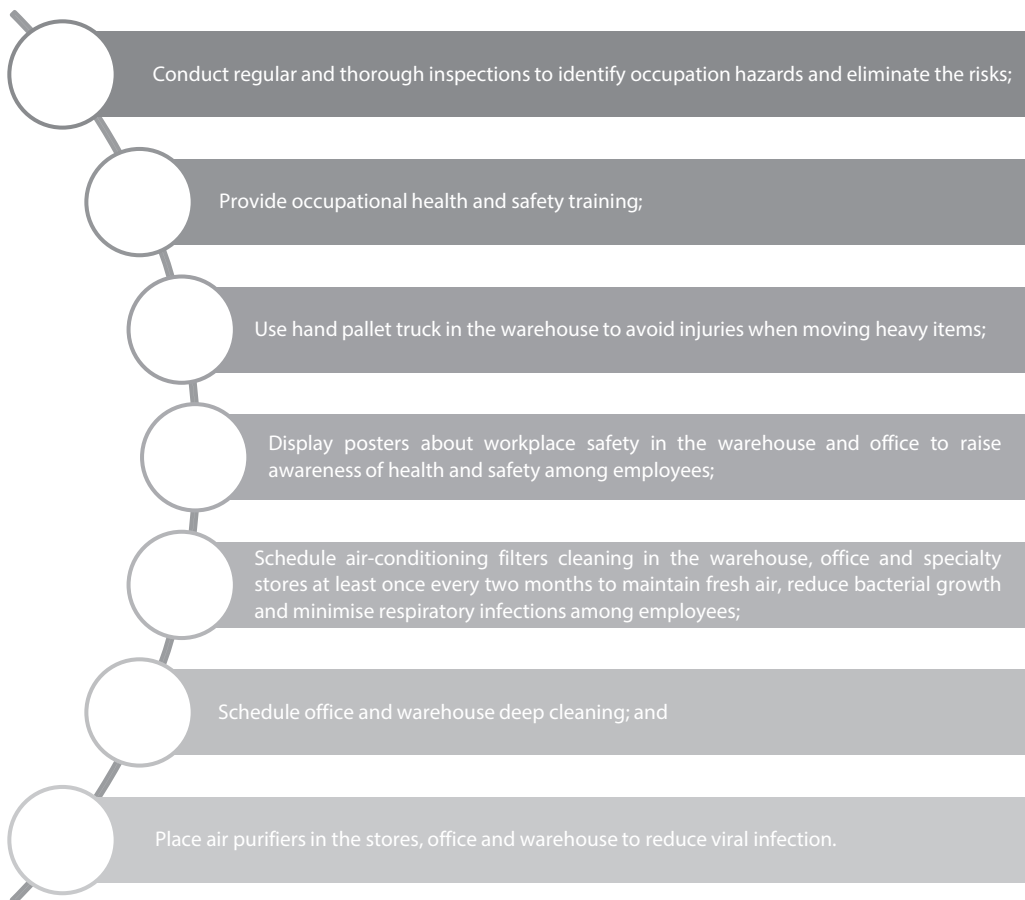 Conduct regular and thorough inspections to identify occupation hazards and eliminate the risks;
Provide occupational health and safety training;
Use hand pallet truck in the warehouse to avoid injuries when moving heavy items;
Display posters about workplace safety in the warehouse and office to raise
awareness of health and safety among employees;
Schedule air-conditioning filters cleaning in the warehouse, office and specialty
stores at least once every two months to maintain fresh air, reduce bacterial growth
and minimise respiratory infections among employees;
Schedule office and warehouse deep cleaning; and
Place air purifiers in the stores, office and warehouse to reduce viral infection.